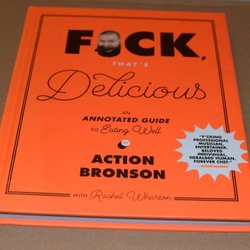 F*CK,
THAT'S
Delicious
AN
ANNOTATED GUIDE
TO Eating Well
ACTION
BRONSON
WITH Rachel Wharton
"F*CKING
PROFESSIONAL
MUSICIAN,
ENTERTAINER,
BELOVED
INDIVIDUAL,
HERALDED HUMAN,
FOREVER CHEF."